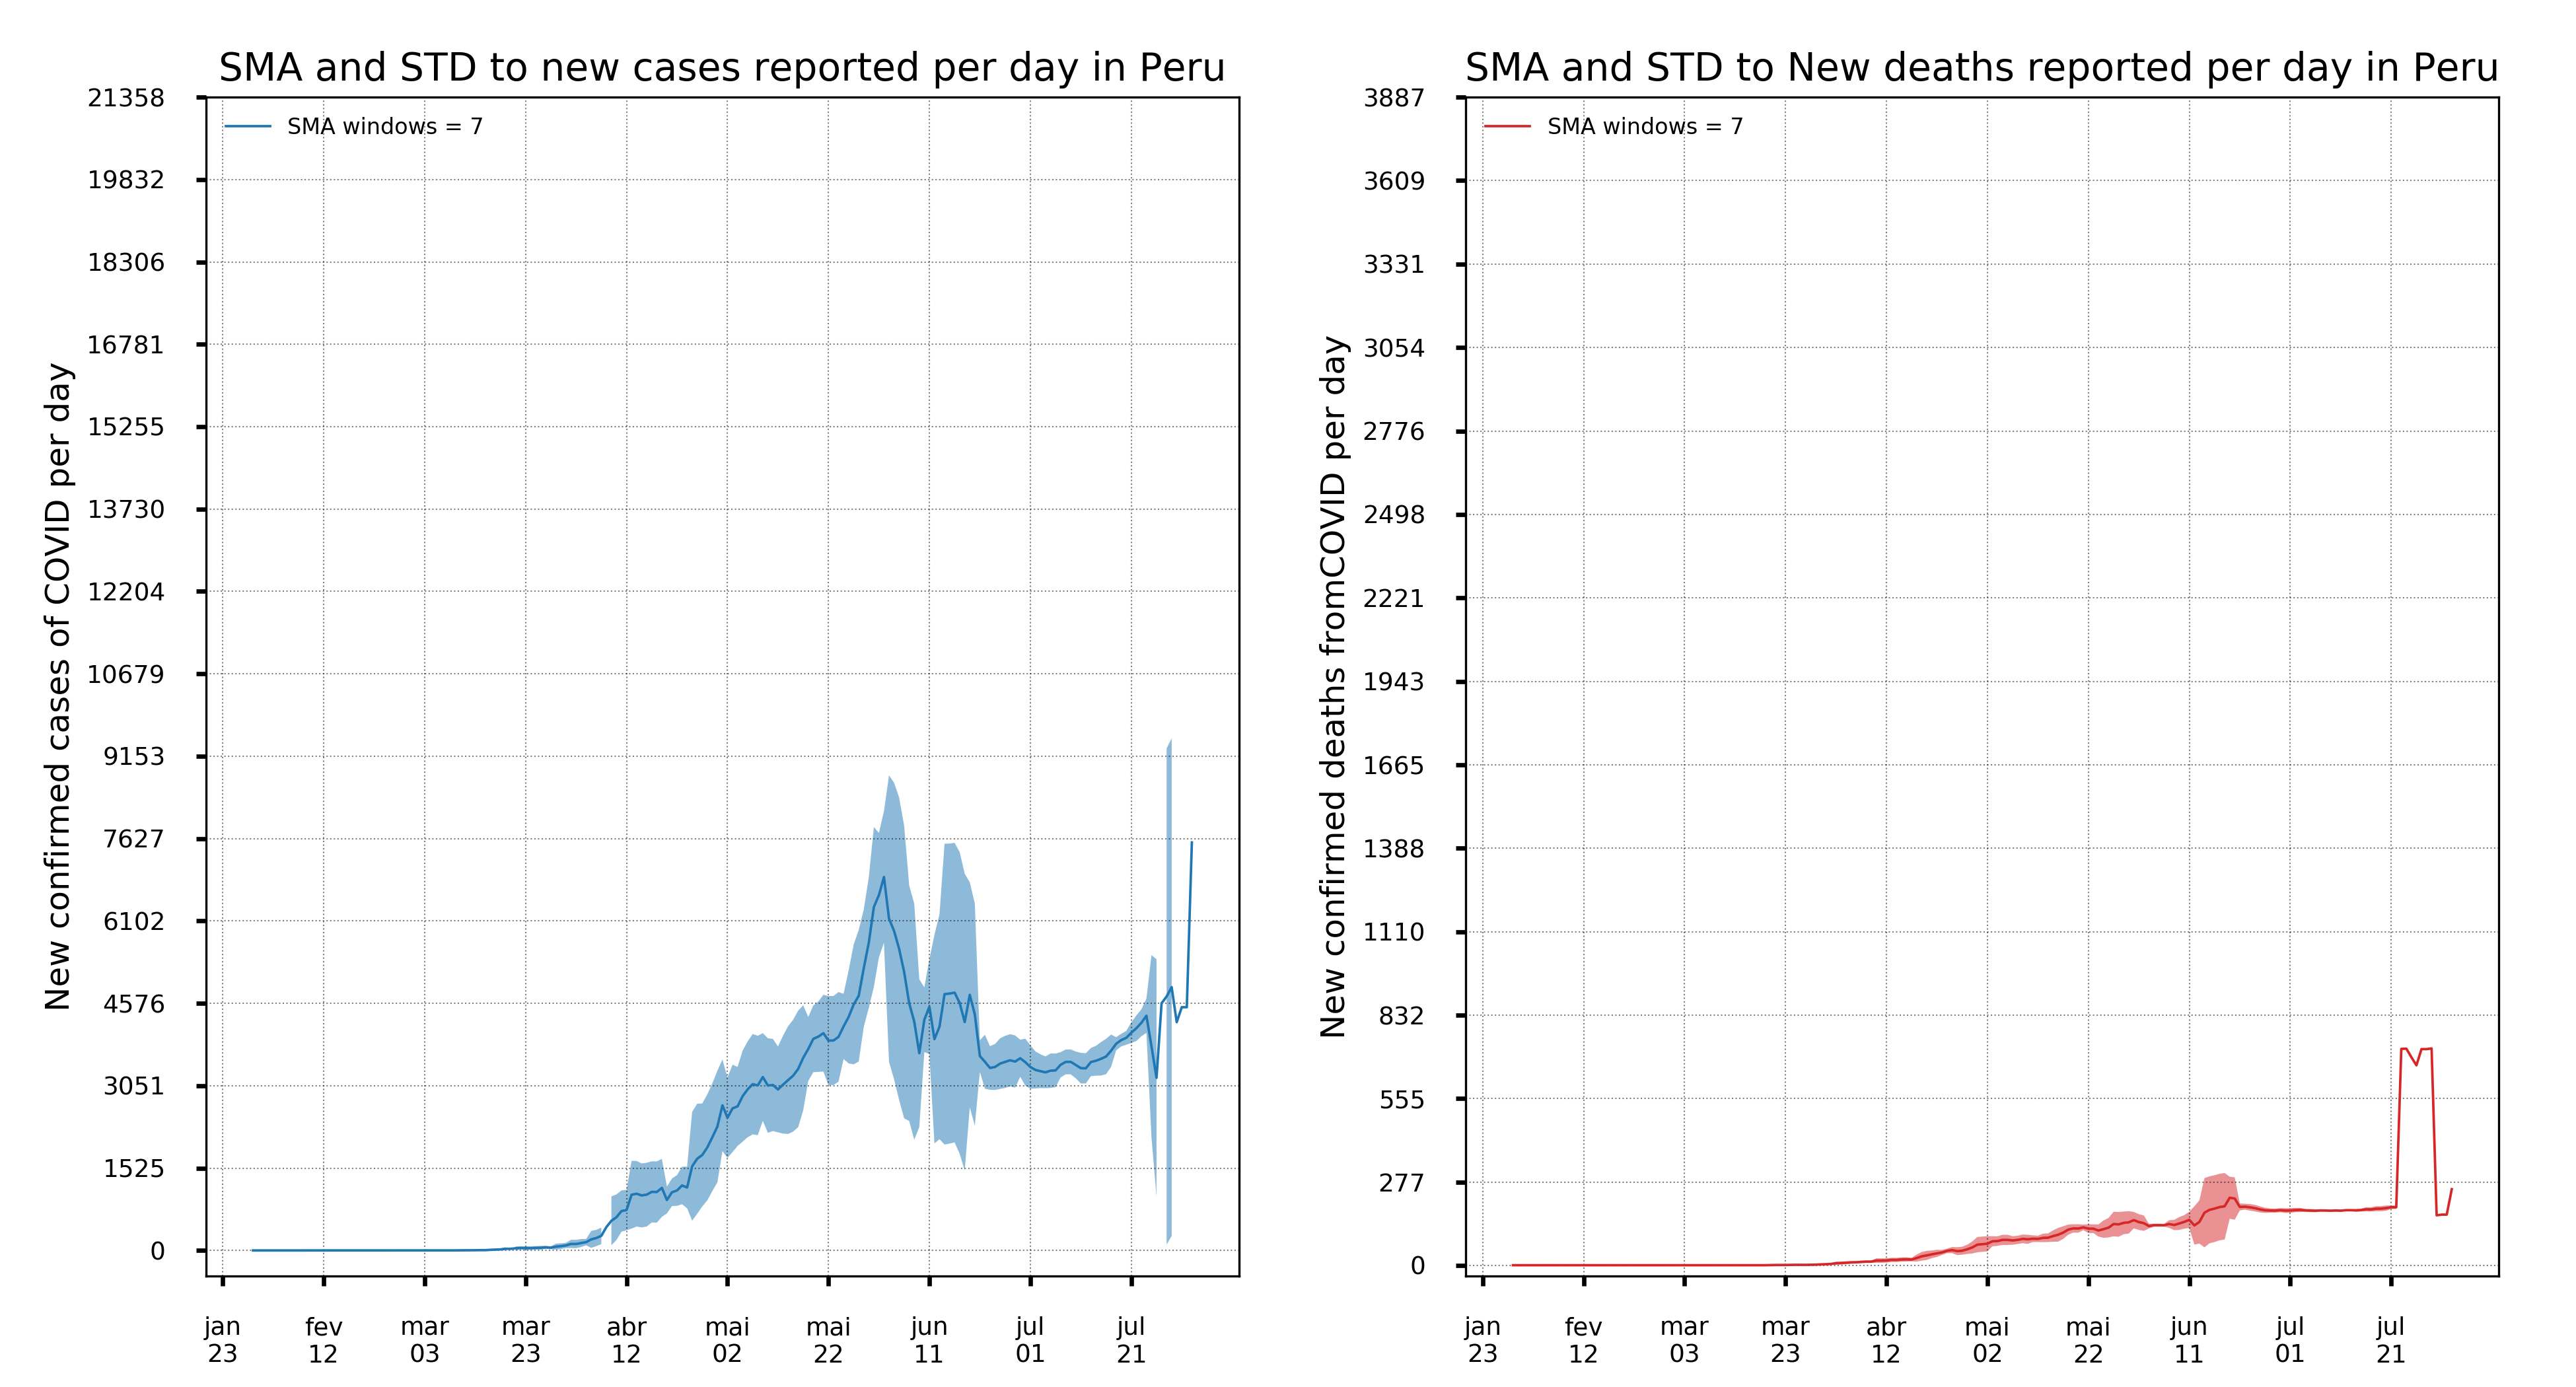 SMA and STD to new cases reported per day in Peru
SMA windows = 7
New confirmed cases of COVID per day
21358
19832
18306
16781
15255
13730
12204
10679
9153
7627
6102
4576
3051
1525
0
jan 23
fev 12
mar 03
mar 23
abr 12
mai 02
mai 22
jun 11
jul 01
jul 21
SMA and STD to New deaths reported per day in Peru
SMA windows = 7
New confirmed deaths fromCOVID per day
3887
3609
3331
3054
2776
2498
2221
1943
1665
1388
1110
832
555
277
0
jan 23
fev 12
mar 03
mar 23
abr 12
mai 02
mai 22
jun 11
jul 01
jul 21